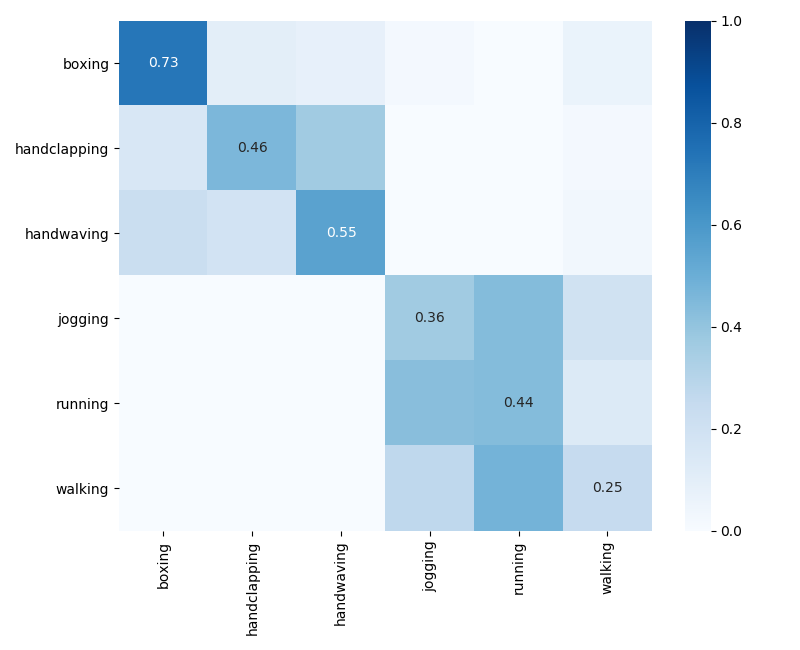 1.0
boxing
0.73
0.8
handclapping
0.46
0.6
handwaving
0.55
0.4
jogging
0.36
0.2
running
0.44
walking
0.25
0.0
boxing
handclapping
handwaving
jogging
running
walking